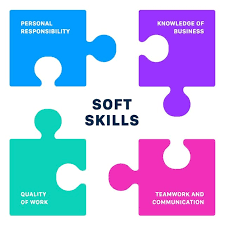 PERSONAL
RESPONSIBILITY
KNOWLEDGE OF
BUSINESS
SOFT
SKILLS
QUALITY
OF WORK
TEAMWORK AND
COMMUNICATION